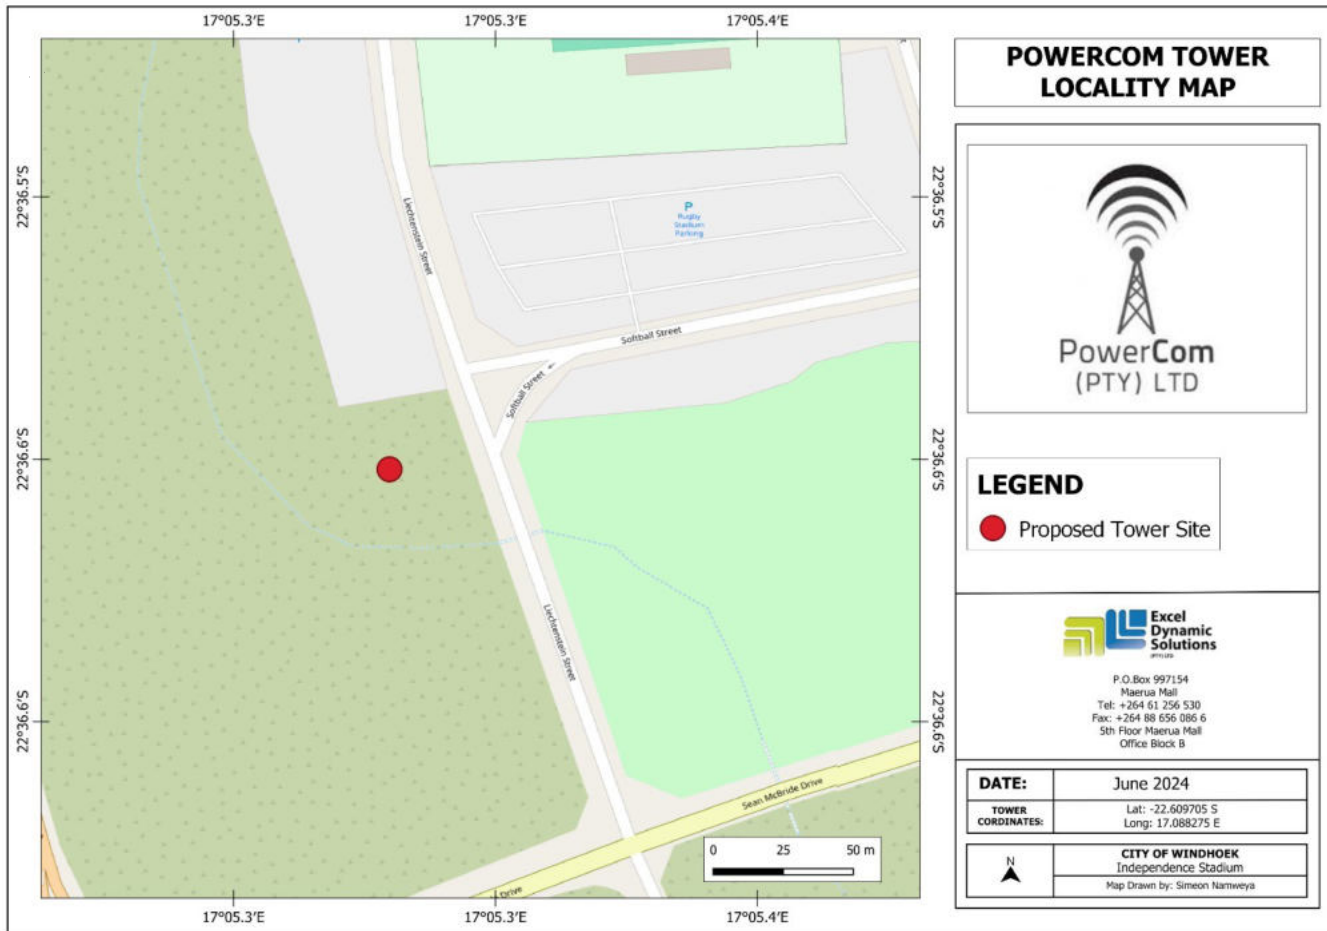 17°05.3'E
17°05.3'E
17°05.4'E
22°36.5'S
22°36.6'S
22°36.6'S
22°36.5'S
22°36.6'S
22°36.6'S
17°05.3'E
17°05.3'E
17°05.4'E
Liechtenstein Street
P
Rugby
Stadium
Parking
Softball Street
Softball Street
Liechtenstein Street
Sean McBride Drive
Drive
0 25 50 m
POWERCOM TOWER
LOCALITY MAP
PowerCom
(PTY) LTD
LEGEND
Proposed Tower Site
Excel
Dynamic
Solutions
(PTY) LTD
P.O.Box 997154
Maerua Mall
Tel: +264 61 256 530
Fax: +264 88 656 086 6
5th Floor Maerua Mall
Office Block B
DATE: June 2024
TOWER
CORDINATES:
Lat: -22.609705 S
Long: 17.088275 E
N
CITY OF WINDHOEK
Independence Stadium
Map Drawn by: Simeon Namweya